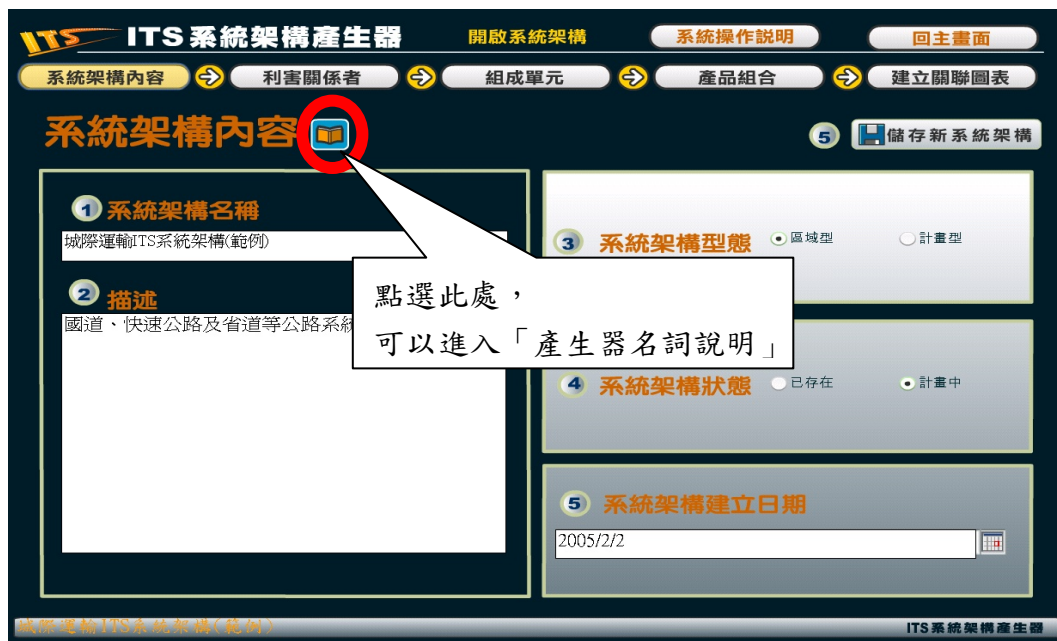 ITS ITS系統架構產生器 開啟系統架構 系統操作說明 回主畫面
系統架構內容 利害關係者 組成單元 產品組合 建立關聯圖表
系統架構內容
5 儲存新系統架構
1 系統架構名稱
城際運輸ITS系統架構(範例)
2 描述
國道、快速公路及省道等公路系統
點選此處，
可以進入「產生器名詞說明」
3 系統架構型態 區域型 計畫型
4 系統架構狀態 已存在 計畫中
5 系統架構建立日期
2005/2/2
城際運輸ITS系統架構(範例)
ITS系統架構產生器